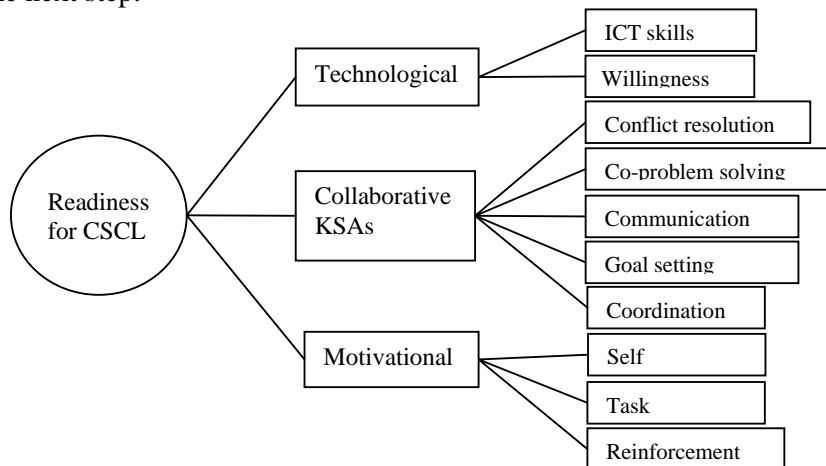 next step.
ICT skills
Technological
Willingness
Conflict resolution
Co-problem solving
Readiness
for CSCL
Collaborative
KSAs
Communication
Goal setting
Coordination
Motivational
Self
Task
Reinforcement